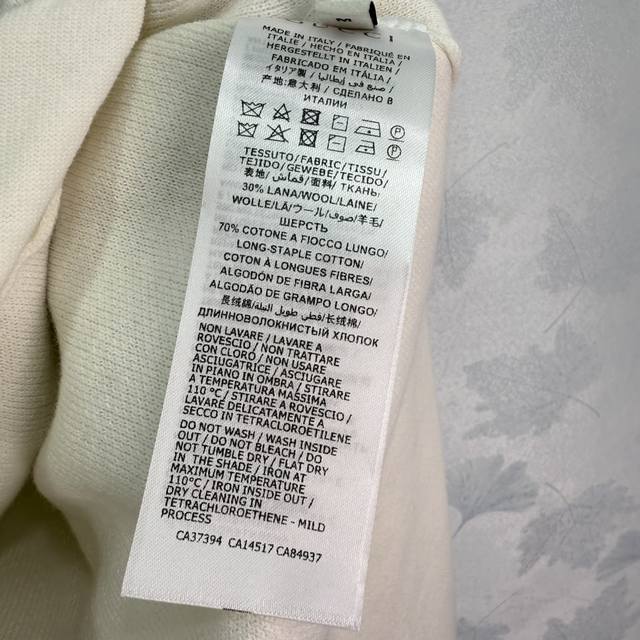 GUCCI
M
MADE IN ITALY / FABRIQUÉ EN
ITALIE / HECHO EN ITALIA /
HERGESTELLT IN ITALIEN /
FABRICADO EM ITÁLIA /
イタリア製 / صنع في إيطاليا /
产地:意大利 / СДЕЛАНО В
ИТАЛИИ
TESSUTO/FABRIC/TISSU/
TEJIDO/GEWEBE/TECIDO/
表地/قماش/面料/ ТКАНЬ:
30% LANA/WOOL/LAINE/
WOLLE/LÃ/ウール/صوف/羊毛/
ШЕРСТЬ
70% COTONE A FIOCCO LUNGO/
LONG-STAPLE COTTON/
COTON À LONGUES FIBRES/
ALGODÓN DE FIBRA LARGA/
ALGODÃO DE GRAMPO LONGO/
長绒棉/قطن طويل التيلة/长绒棉/
ДЛИННОВОЛОКНИСТЫЙ ХЛОПОК
NON LAVARE / LAVARE A
ROVESCIO / NON TRATTARE
CON CLORO / NON USARE
ASCIUGATRICE / ASCIUGARE
IN PIANO IN OMBRA / STIRARE
A TEMPERATURA MASSIMA
110 °C / STIRARE A ROVESCIO /
LAVARE DELICATAMENTE A
SECCO IN TETRACLOROETILENE
DO NOT WASH / WASH INSIDE
OUT / DO NOT BLEACH / DO
NOT TUMBLE DRY / FLAT DRY
IN THE SHADE / IRON AT
MAXIMUM TEMPERATURE
110°C / IRON INSIDE OUT /
DRY CLEANING IN
TETRACHLOROETHENE - MILD
PROCESS
CA37394 CA14517 CA84937